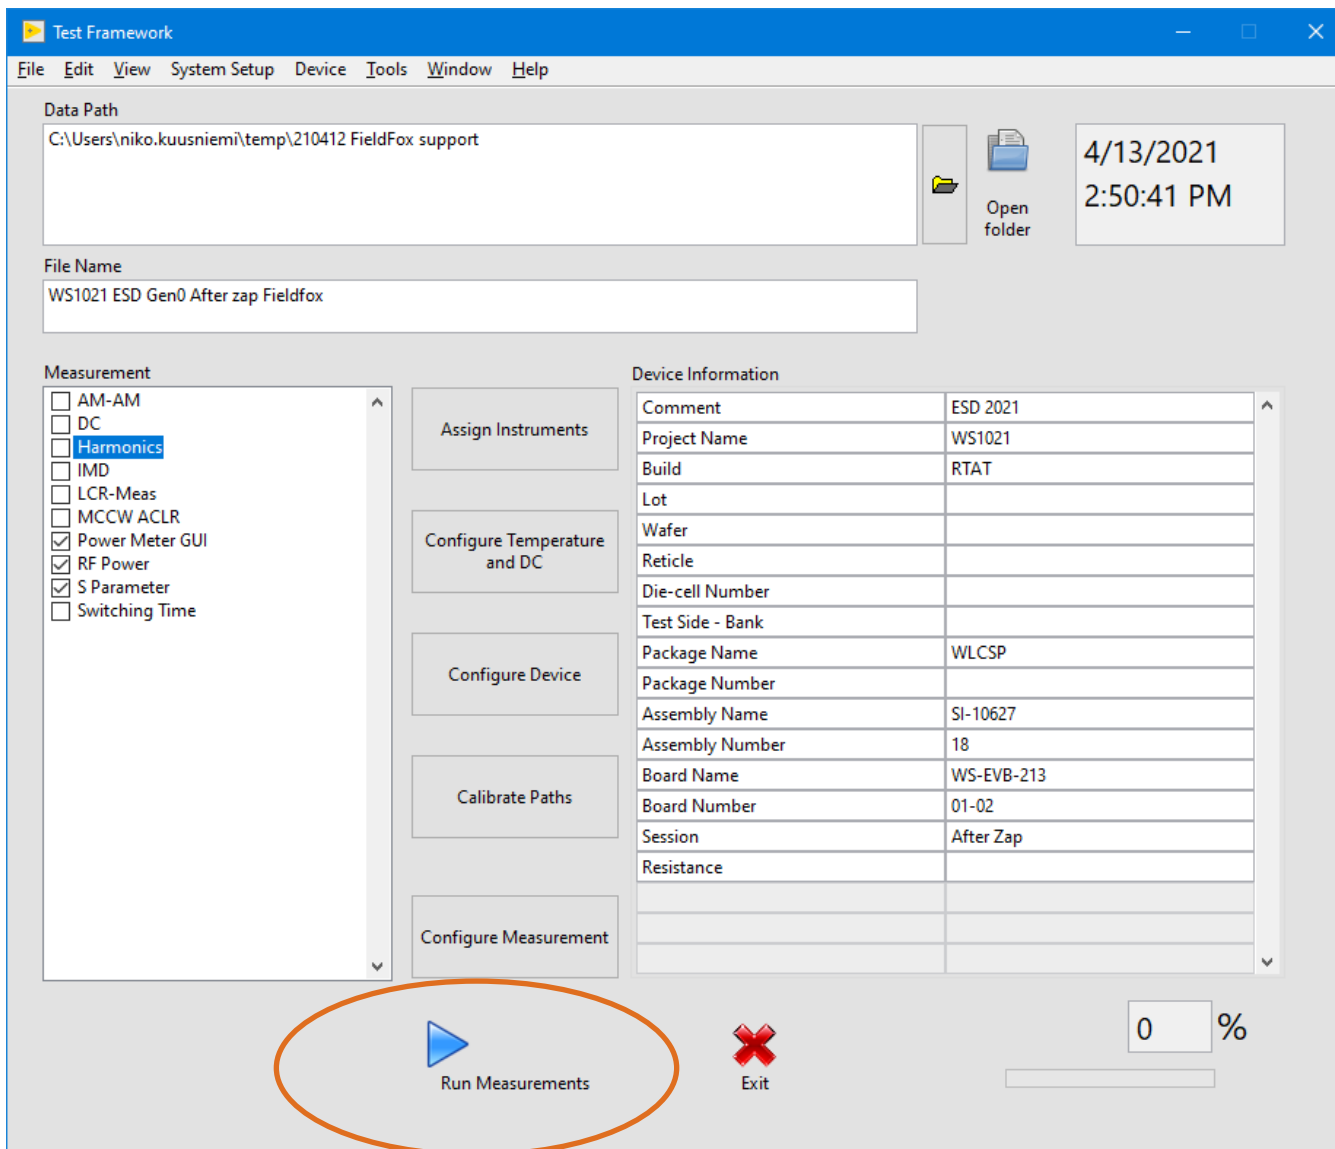 Test Framework
File Edit View System Setup Device Tools Window Help
Data Path
C:\Users\niko.kuusniemi\temp\210412 FieldFox support
Open
folder
4/13/2021
2:50:41 PM
File Name
WS1021 ESD Gen0 After zap Fieldfox
Measurement
AM-AM
DC
Harmonics
IMD
LCR-Meas
MCCW ACLR
Power Meter GUI
RF Power
S Parameter
Switching Time
Assign Instruments
Configure Temperature
and DC
Configure Device
Calibrate Paths
Configure Measurement
Device Information
Comment ESD 2021
Project Name WS1021
Build RTAT
Lot
Wafer
Reticle
Die-cell Number
Test Side - Bank
Package Name WLCSP
Package Number
Assembly Name SI-10627
Assembly Number 18
Board Name WS-EVB-213
Board Number 01-02
Session After Zap
Resistance
Run Measurements
Exit
0 %